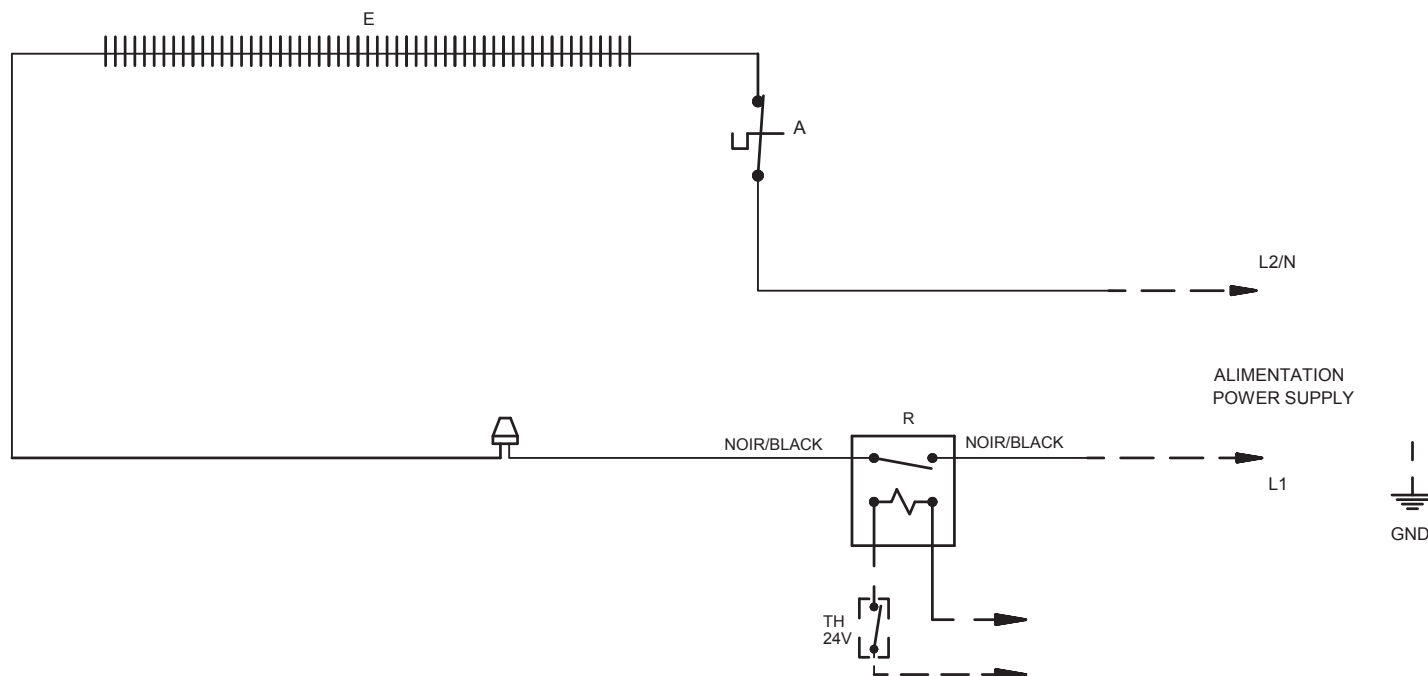 E
A
L2/N
ALIMENTATION
POWER SUPPLY
R
NOIR/BLACK
NOIR/BLACK
L1
GND
TH
24V